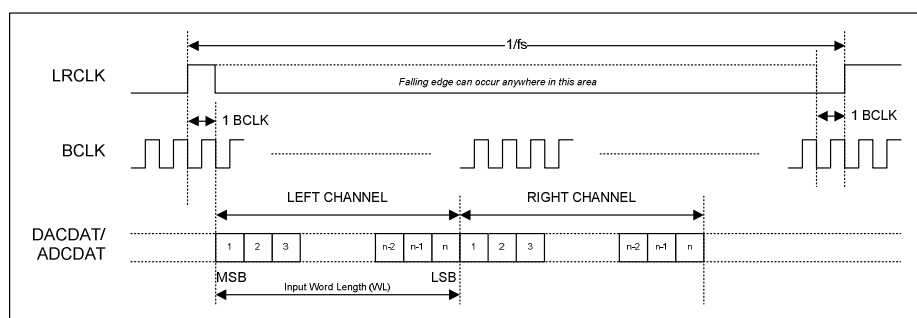 1/fs
LRCLK
Falling edge can occur anywhere in this area
1 BCLK
1 BCLK
BCLK
LEFT CHANNEL
RIGHT CHANNEL
DACDAT/
ADCDAT
1 2 3 n-2 n-1 n 1 2 3 n-2 n-1 n
MSB
LSB
Input Word Length (WL)